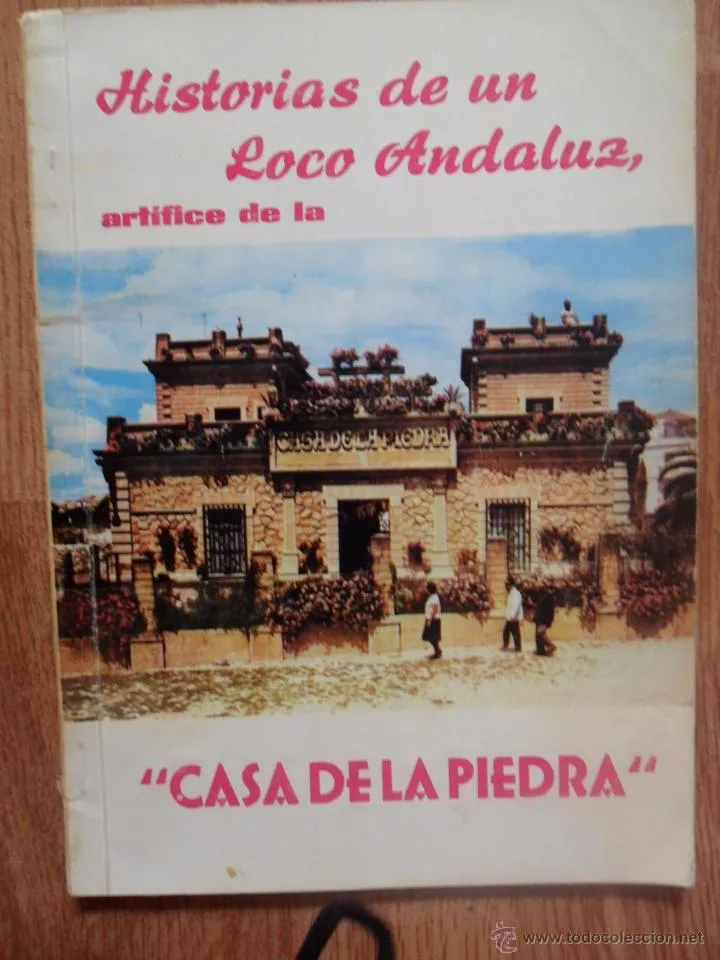 Historias de un
Loco Andaluz,
artífice de la
CASA DE LA PIEDRA
"CASA DE LA PIEDRA"
© www.todocoleccion.net